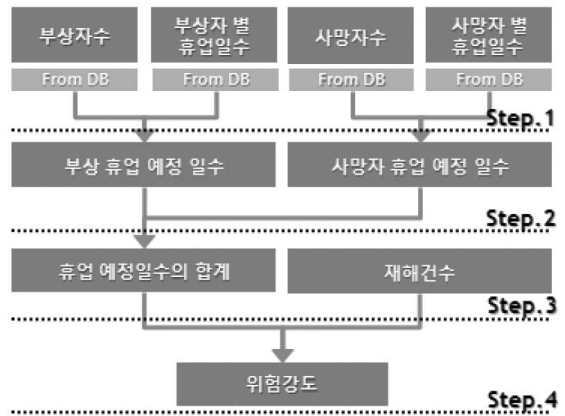 부상자수
부상자 별
휴업일수
사망자수
사망자 별
휴업일수
From DB
From DB
From DB
From DB
Step.1
부상 휴업 예정 일수
사망자 휴업 예정 일수
Step.2
휴업 예정일수의 합계
재해건수
Step.3
위험강도
Step.4